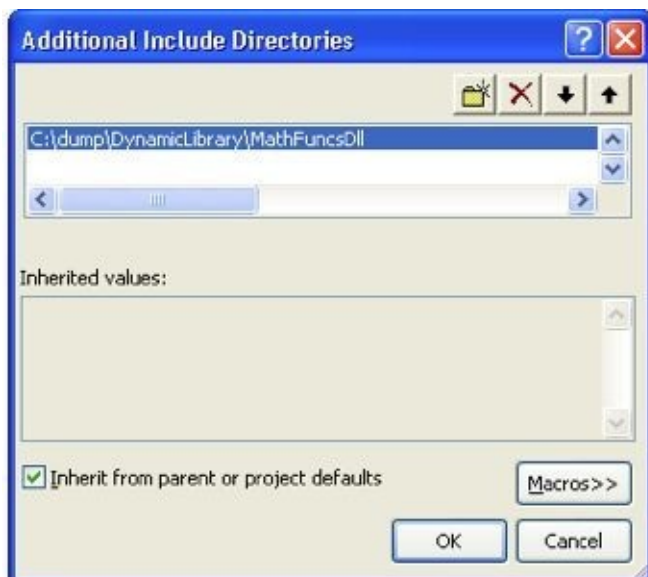 Additional Include Directories
C:\dump\DynamicLibrary\MathFuncsDll
Inherited values:
Inherit from parent or project defaults
Macros>>
OK
Cancel